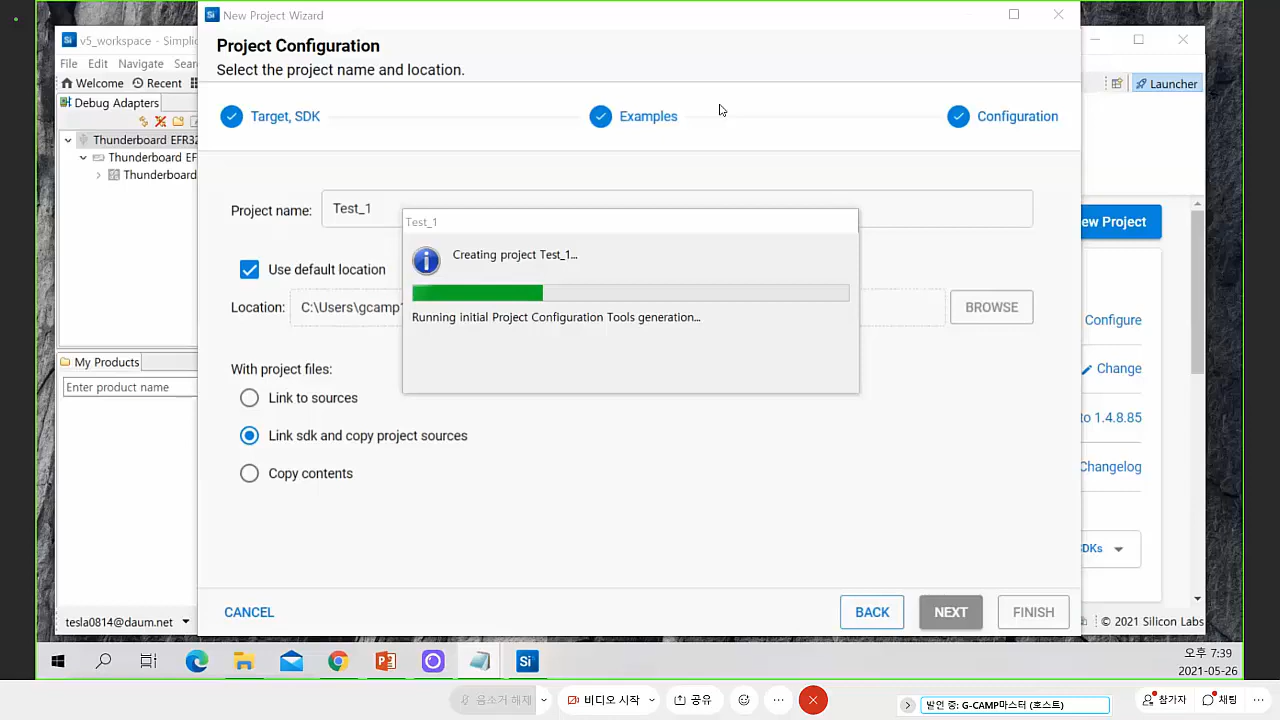 New Project Wizard
Project Configuration
Select the project name and location.
Target, SDK
Examples
Configuration
Project name:
Test_1
Use default location
Location:
C:\Users\gcamp
BROWSE
With project files:
Link to sources
Link sdk and copy project sources
Copy contents
CANCEL
BACK
NEXT
FINISH
Test_1
Creating project Test_1...
Running initial Project Configuration Tools generation...
v5_workspace - Simplic
File Edit Navigate Sear
Welcome Recent
Debug Adapters
Thunderboard EFR32
Thunderboard EF
Thunderboard
My Products
Enter product name
tesla0814@daum.net
Launcher
ew Project
Configure
Change
to 1.4.8.85
Changelog
DKs
© 2021 Silicon Labs
오후 7:39
2021-05-26
음소거 해제
비디오 시작
공유
발언 중: G-CAMP마스터 (호스트)
참가자
채팅